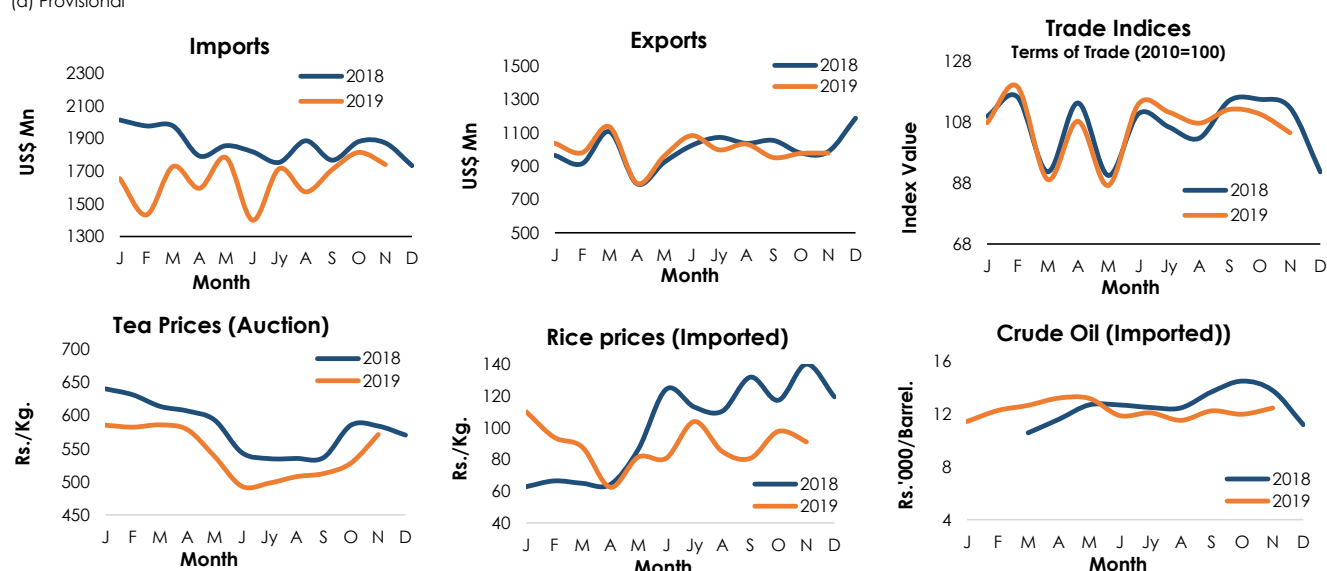 (a) Provisional
Imports
2300
2100
1900
1700
1500
1300
US$ Mn
2018
2019
J F M A M J Jy A S O N D
Month
Exports
1500
1300
1100
900
700
500
US$ Mn
2018
2019
J F M A M J Jy A S O N D
Month
Trade Indices
Terms of Trade (2010=100)
128
108
88
68
Index Value
2018
2019
J F M A M J Jy A S O N D
Month
Tea Prices (Auction)
700
650
600
550
500
450
Rs./Kg.
2018
2019
J F M A M J Jy A S O N D
Month
Rice prices (Imported)
140
120
100
80
60
40
Rs./Kg.
2018
2019
J F M A M J Jy A S O N D
Month
Crude Oil (Imported))
16
12
8
4
Rs.'000/Barrel.
2018
2019
J F M A M J Jy A S O N D
Month